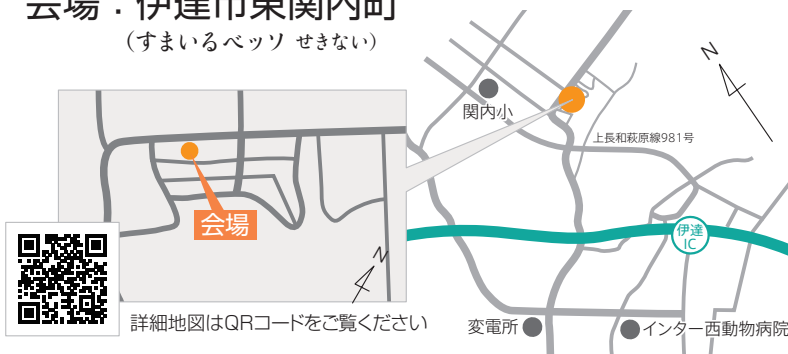 会場：伊達市東関内町
（すまいるベッソ せきない）
N
関内小
上長和萩原線981号
会場
伊達
IC
N
詳細地図はQRコードをご覧ください
変電所
インター西動物病院